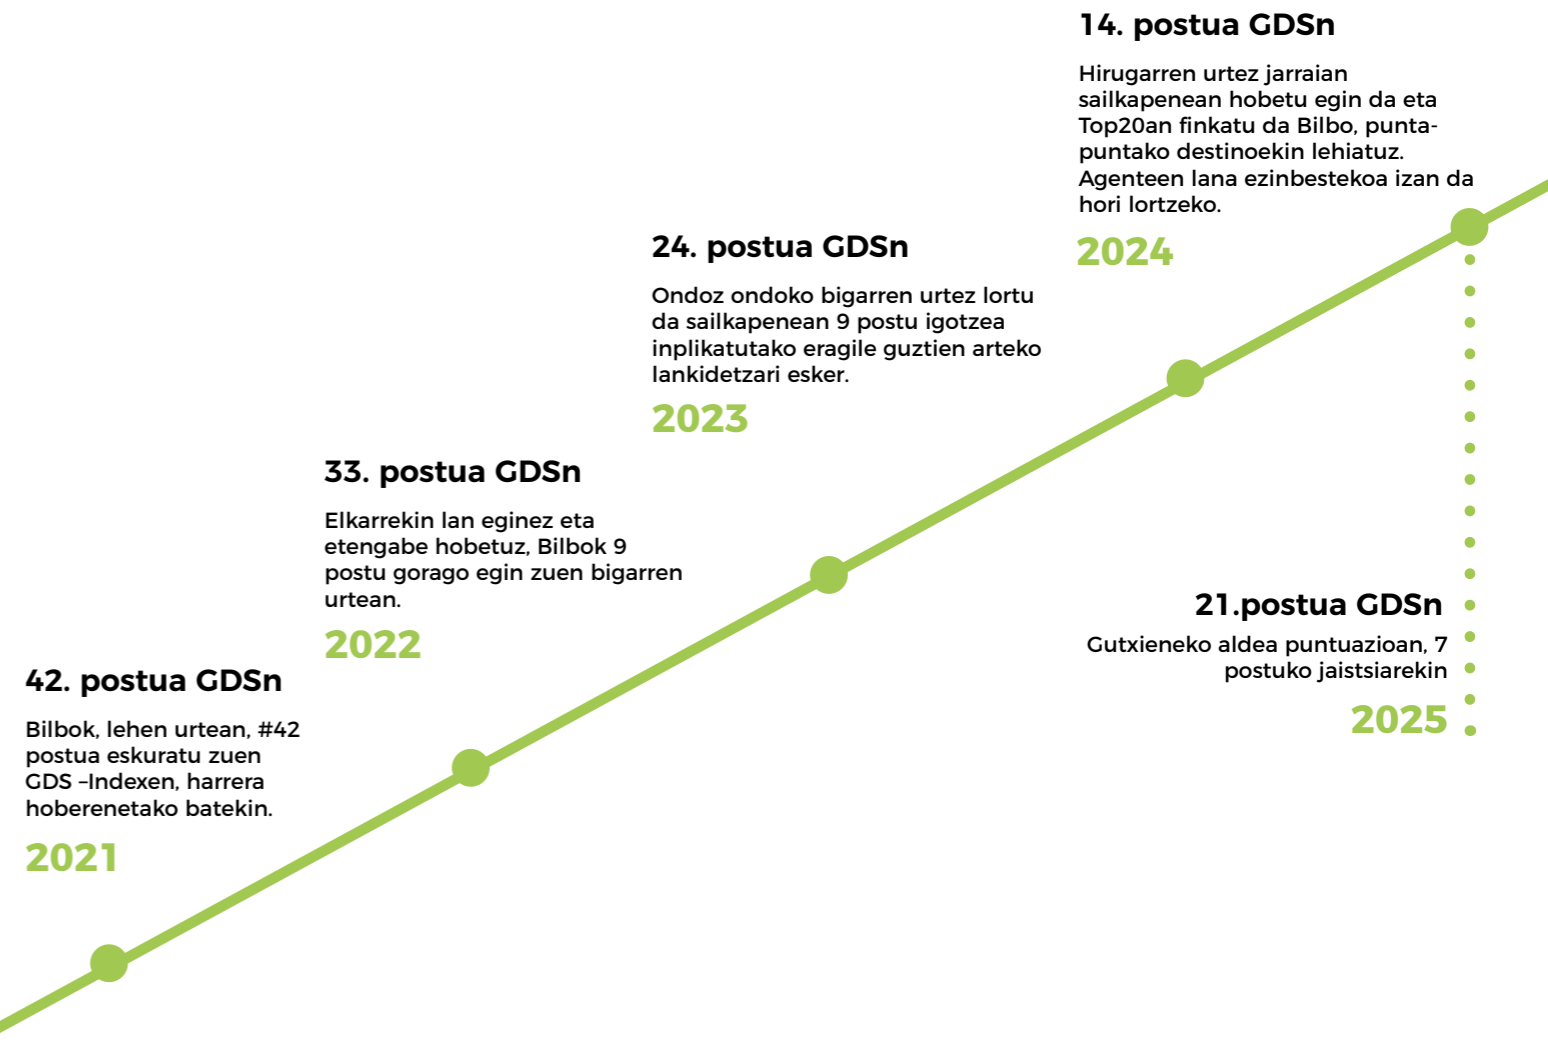 14. postua GDSn
Hirugarren urtez jarraian
sailkapenean hobetu egin da eta
Top20an finkatu da Bilbo, punta-
puntako destinoekin lehiatuz.
Agenteen lana ezinbestekoa izan da
hori lortzeko.
2024
24. postua GDSn
Ondoz ondoko bigarren urtez lortu
da sailkapenean 9 postu igotzea
inplikatutako eragile guztien arteko
lankidetzari esker.
2023
33. postua GDSn
Elkarrekin lan eginez eta
etengabe hobetuz, Bilbok 9
postu gorago egin zuen bigarren
urtean.
2022
42. postua GDSn
Bilbok, lehen urtean, #42
postua eskuratu zuen
GDS –Indexen, harrera
hoberenetako batekin.
2021
21.postua GDSn
Gutxieneko aldea puntuazioan, 7
postuko jaistsiarekin
2025